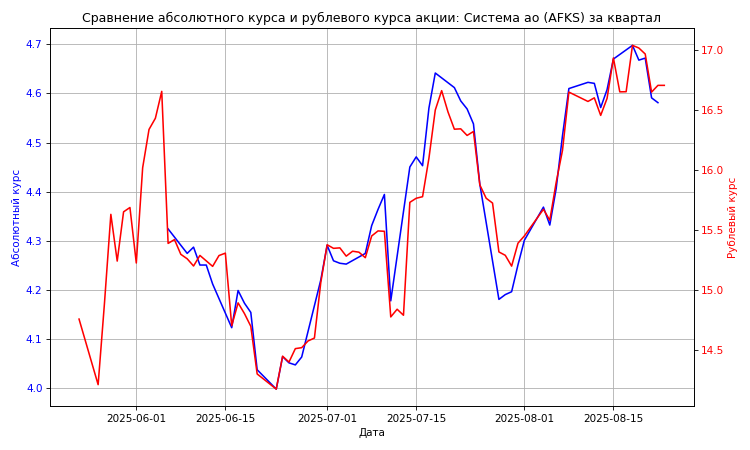 Сравнение абсолютного курса и рублевого курса акции: Система ао (AFKS) за квартал
4.7
4.6
4.5
4.4
4.3
4.2
4.1
4.0
Абсолютный курс
17.0
16.5
16.0
15.5
15.0
14.5
Рублевый курс
2025-06-01 2025-06-15 2025-07-01 2025-07-15 2025-08-01 2025-08-15
Дата